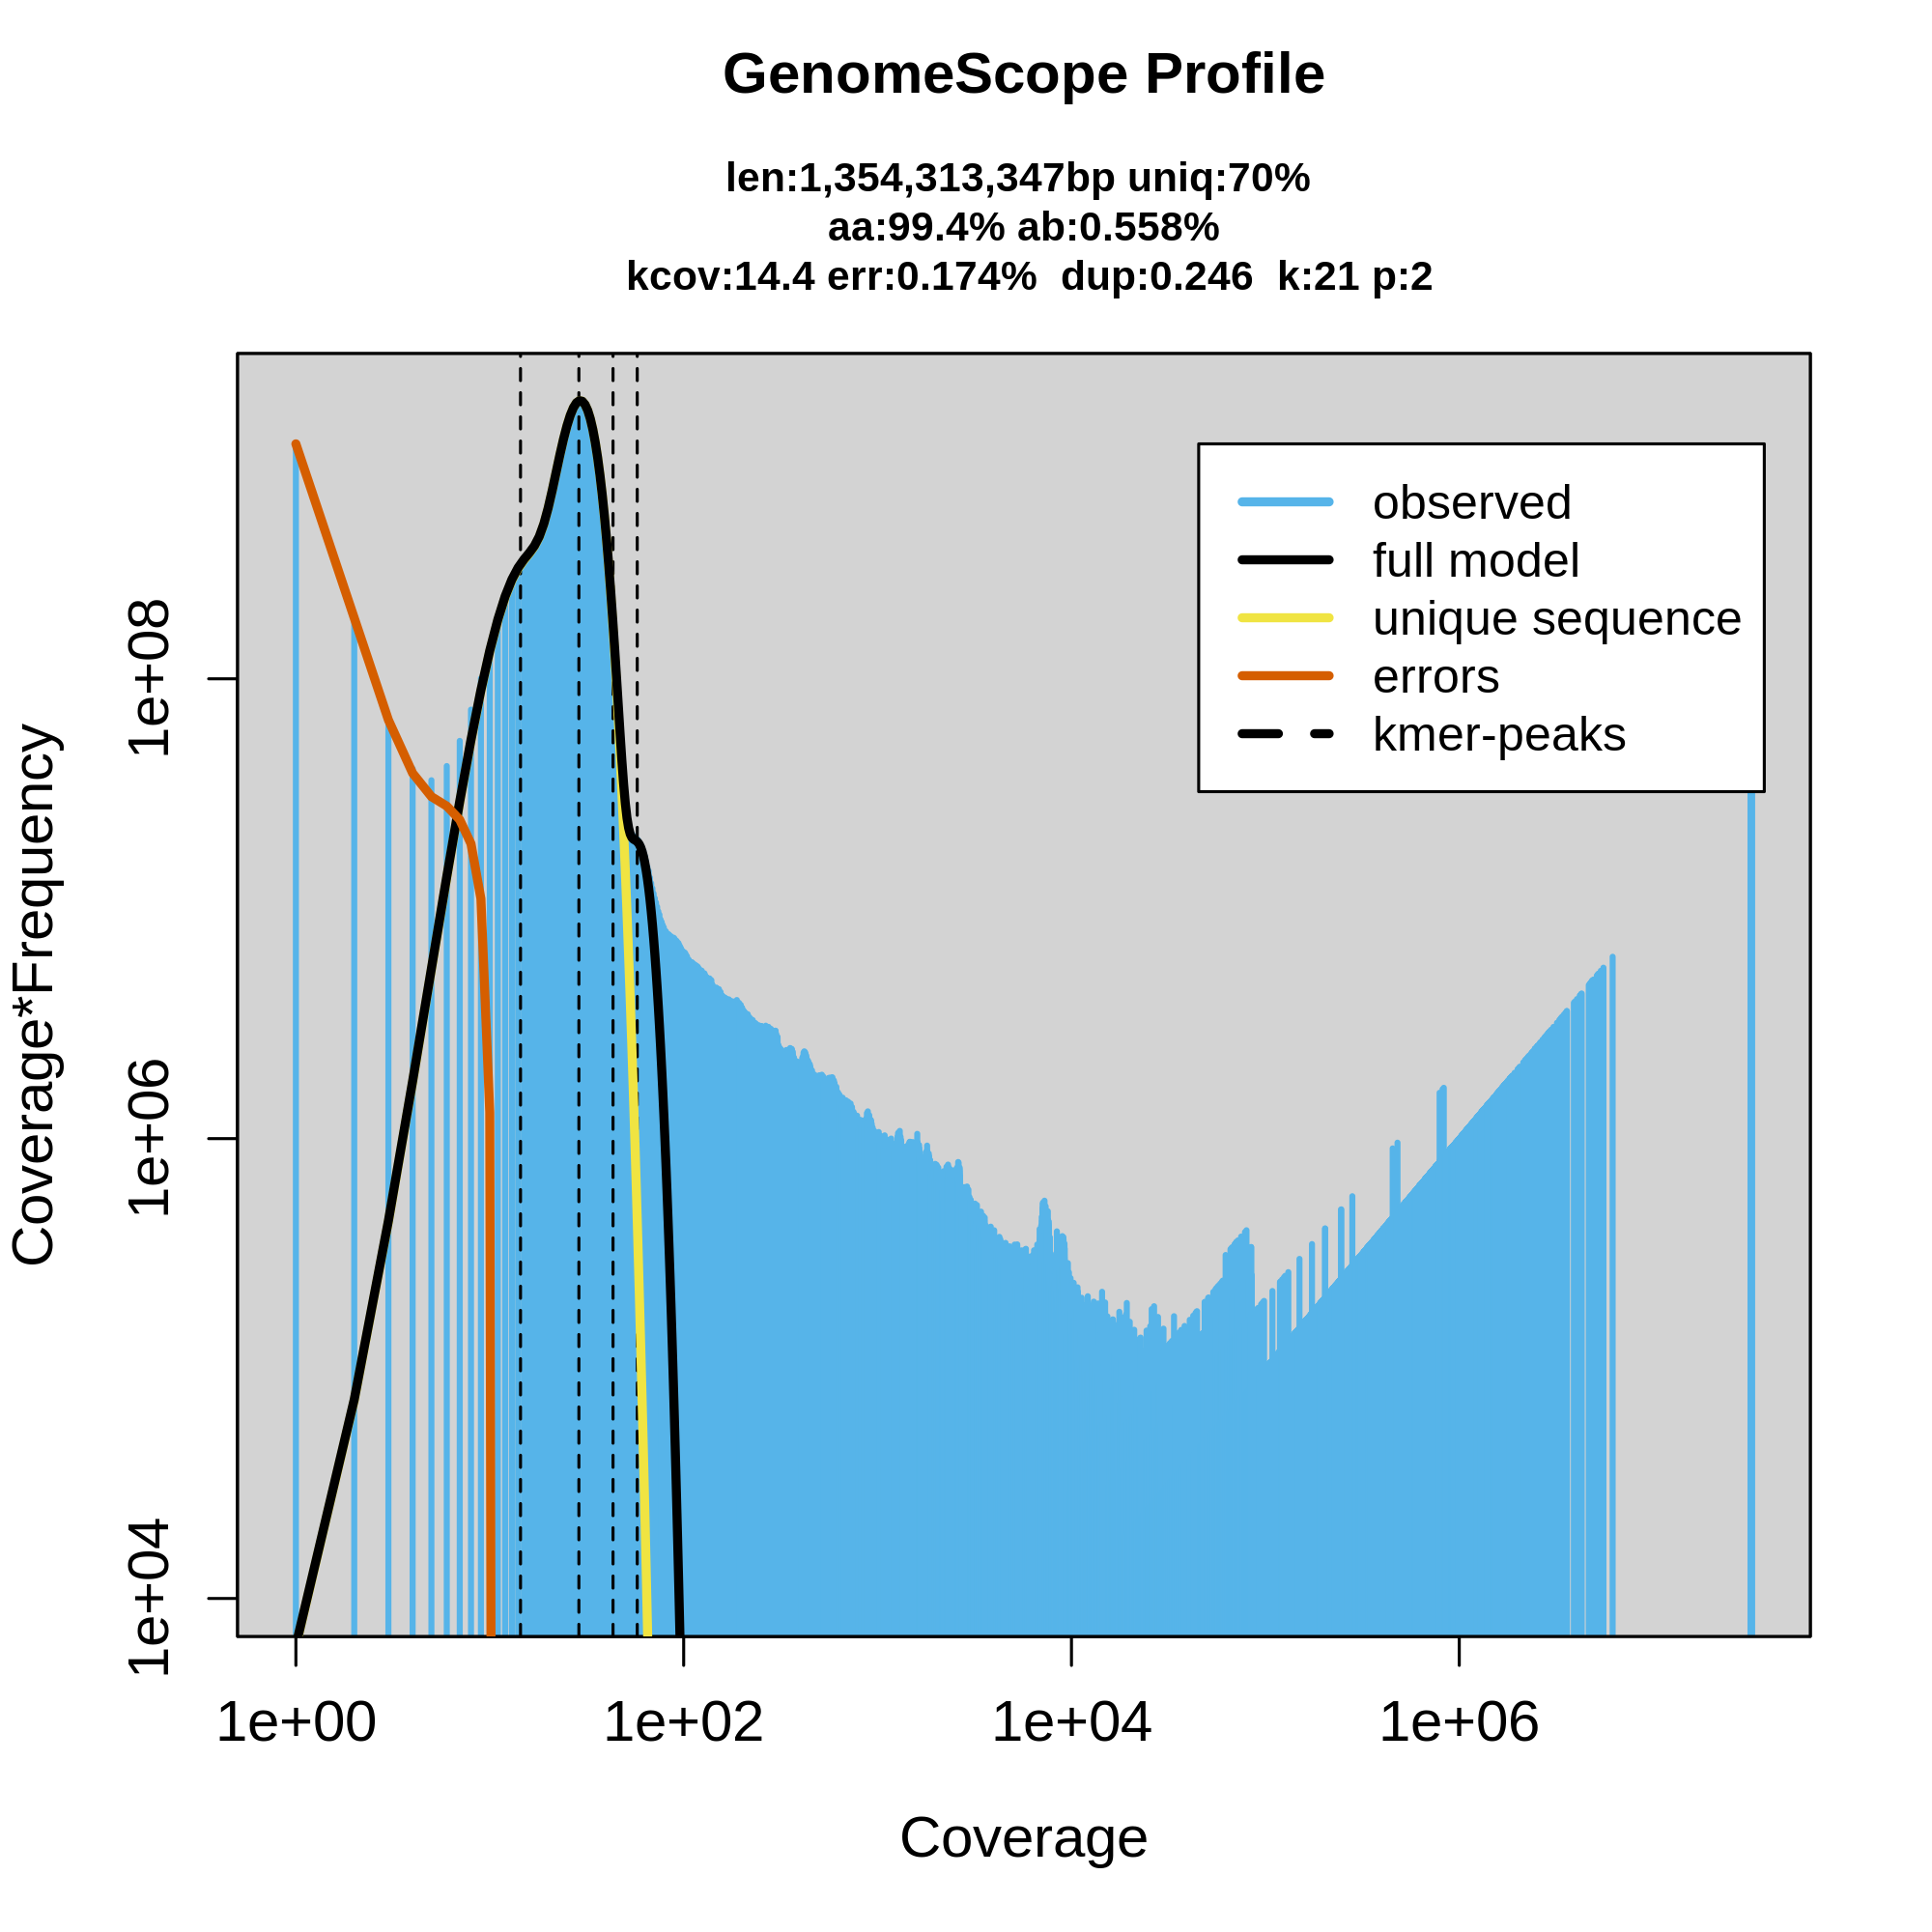 GenomeScope Profile
len:1,354,313,347bp uniq:70%
aa:99.4% ab:0.558%
kcov:14.4 err:0.174%  dup:0.246  k:21 p:2
observed
full model
unique sequence
errors
kmer-peaks
Coverage*Frequency
1e+08
1e+06
1e+04
1e+00
1e+02
1e+04
1e+06
Coverage